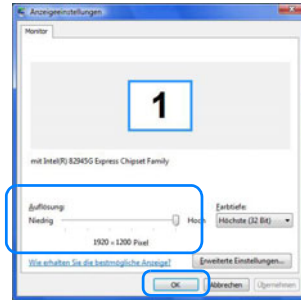 Anzeigeeinstellungen
Monitor
1
mit Intel(R) 82945G Express Chipset Family
Auflösung:
Niedrig
Hoch
1920 × 1200 Pixel
Farbtiefe:
Höchste (32 Bit)
Wie erhalten Sie die bestmögliche Anzeige?
Erweiterte Einstellungen...
OK
Abbrechen
Übernehmen